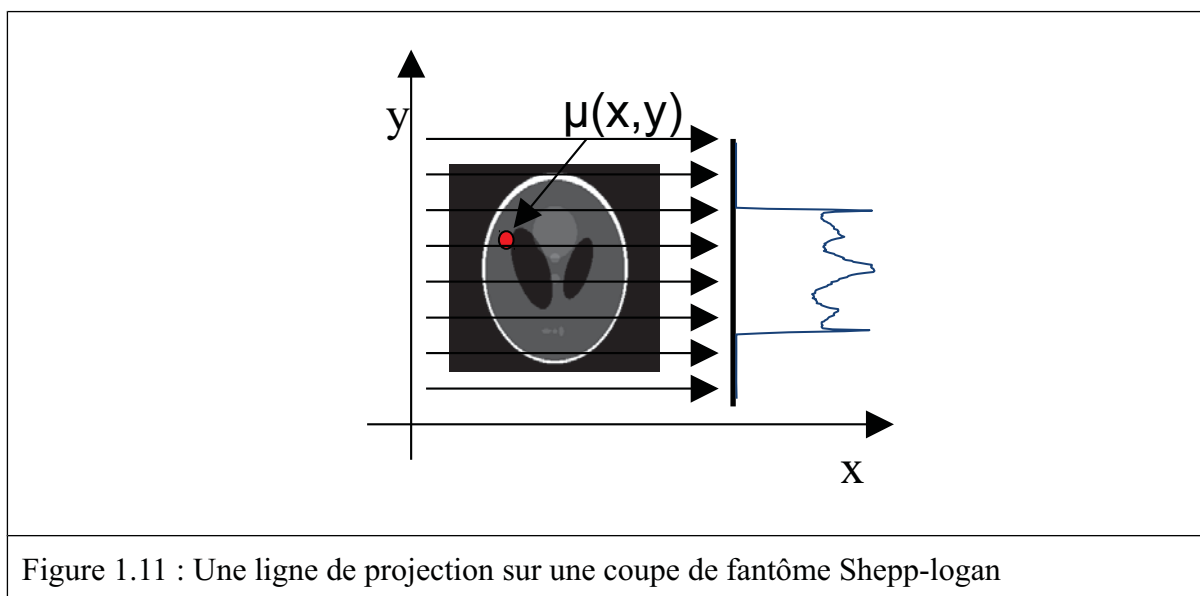 y
μ(x,y)
x
Figure 1.11 : Une ligne de projection sur une coupe de fantôme Shepp-logan